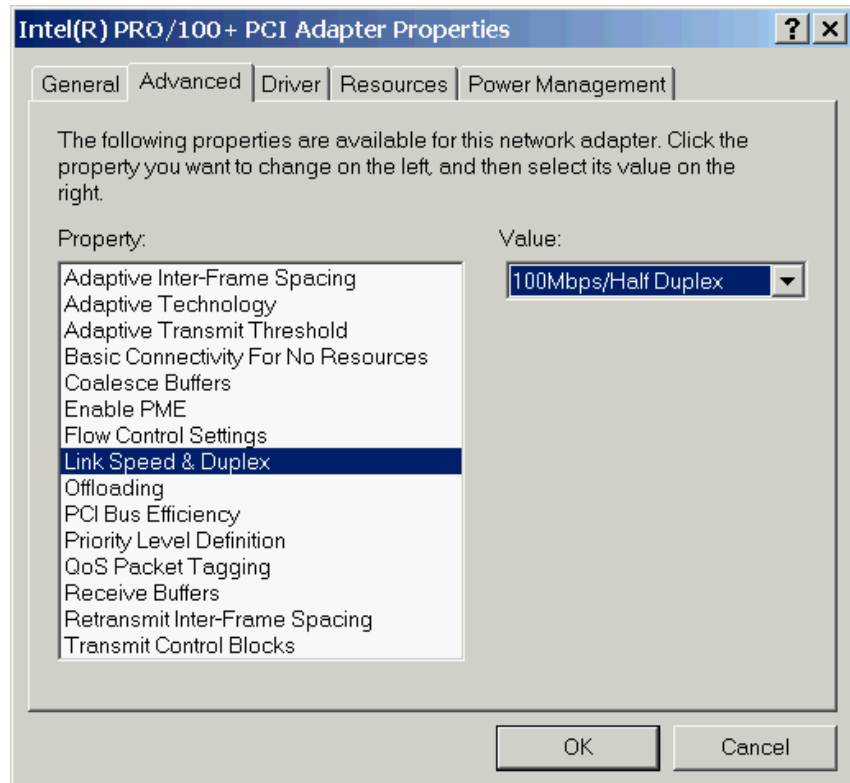 Intel(R) PRO/100+ PCI Adapter Properties
General Advanced Driver Resources Power Management
The following properties are available for this network adapter. Click the
property you want to change on the left, and then select its value on the
right.
Property:
Value:
Adaptive Inter-Frame Spacing
100Mbps/Half Duplex
Adaptive Technology
Adaptive Transmit Threshold
Basic Connectivity For No Resources
Coalesce Buffers
Enable PME
Flow Control Settings
Link Speed & Duplex
Offloading
PCI Bus Efficiency
Priority Level Definition
QoS Packet Tagging
Receive Buffers
Retransmit Inter-Frame Spacing
Transmit Control Blocks
OK
Cancel